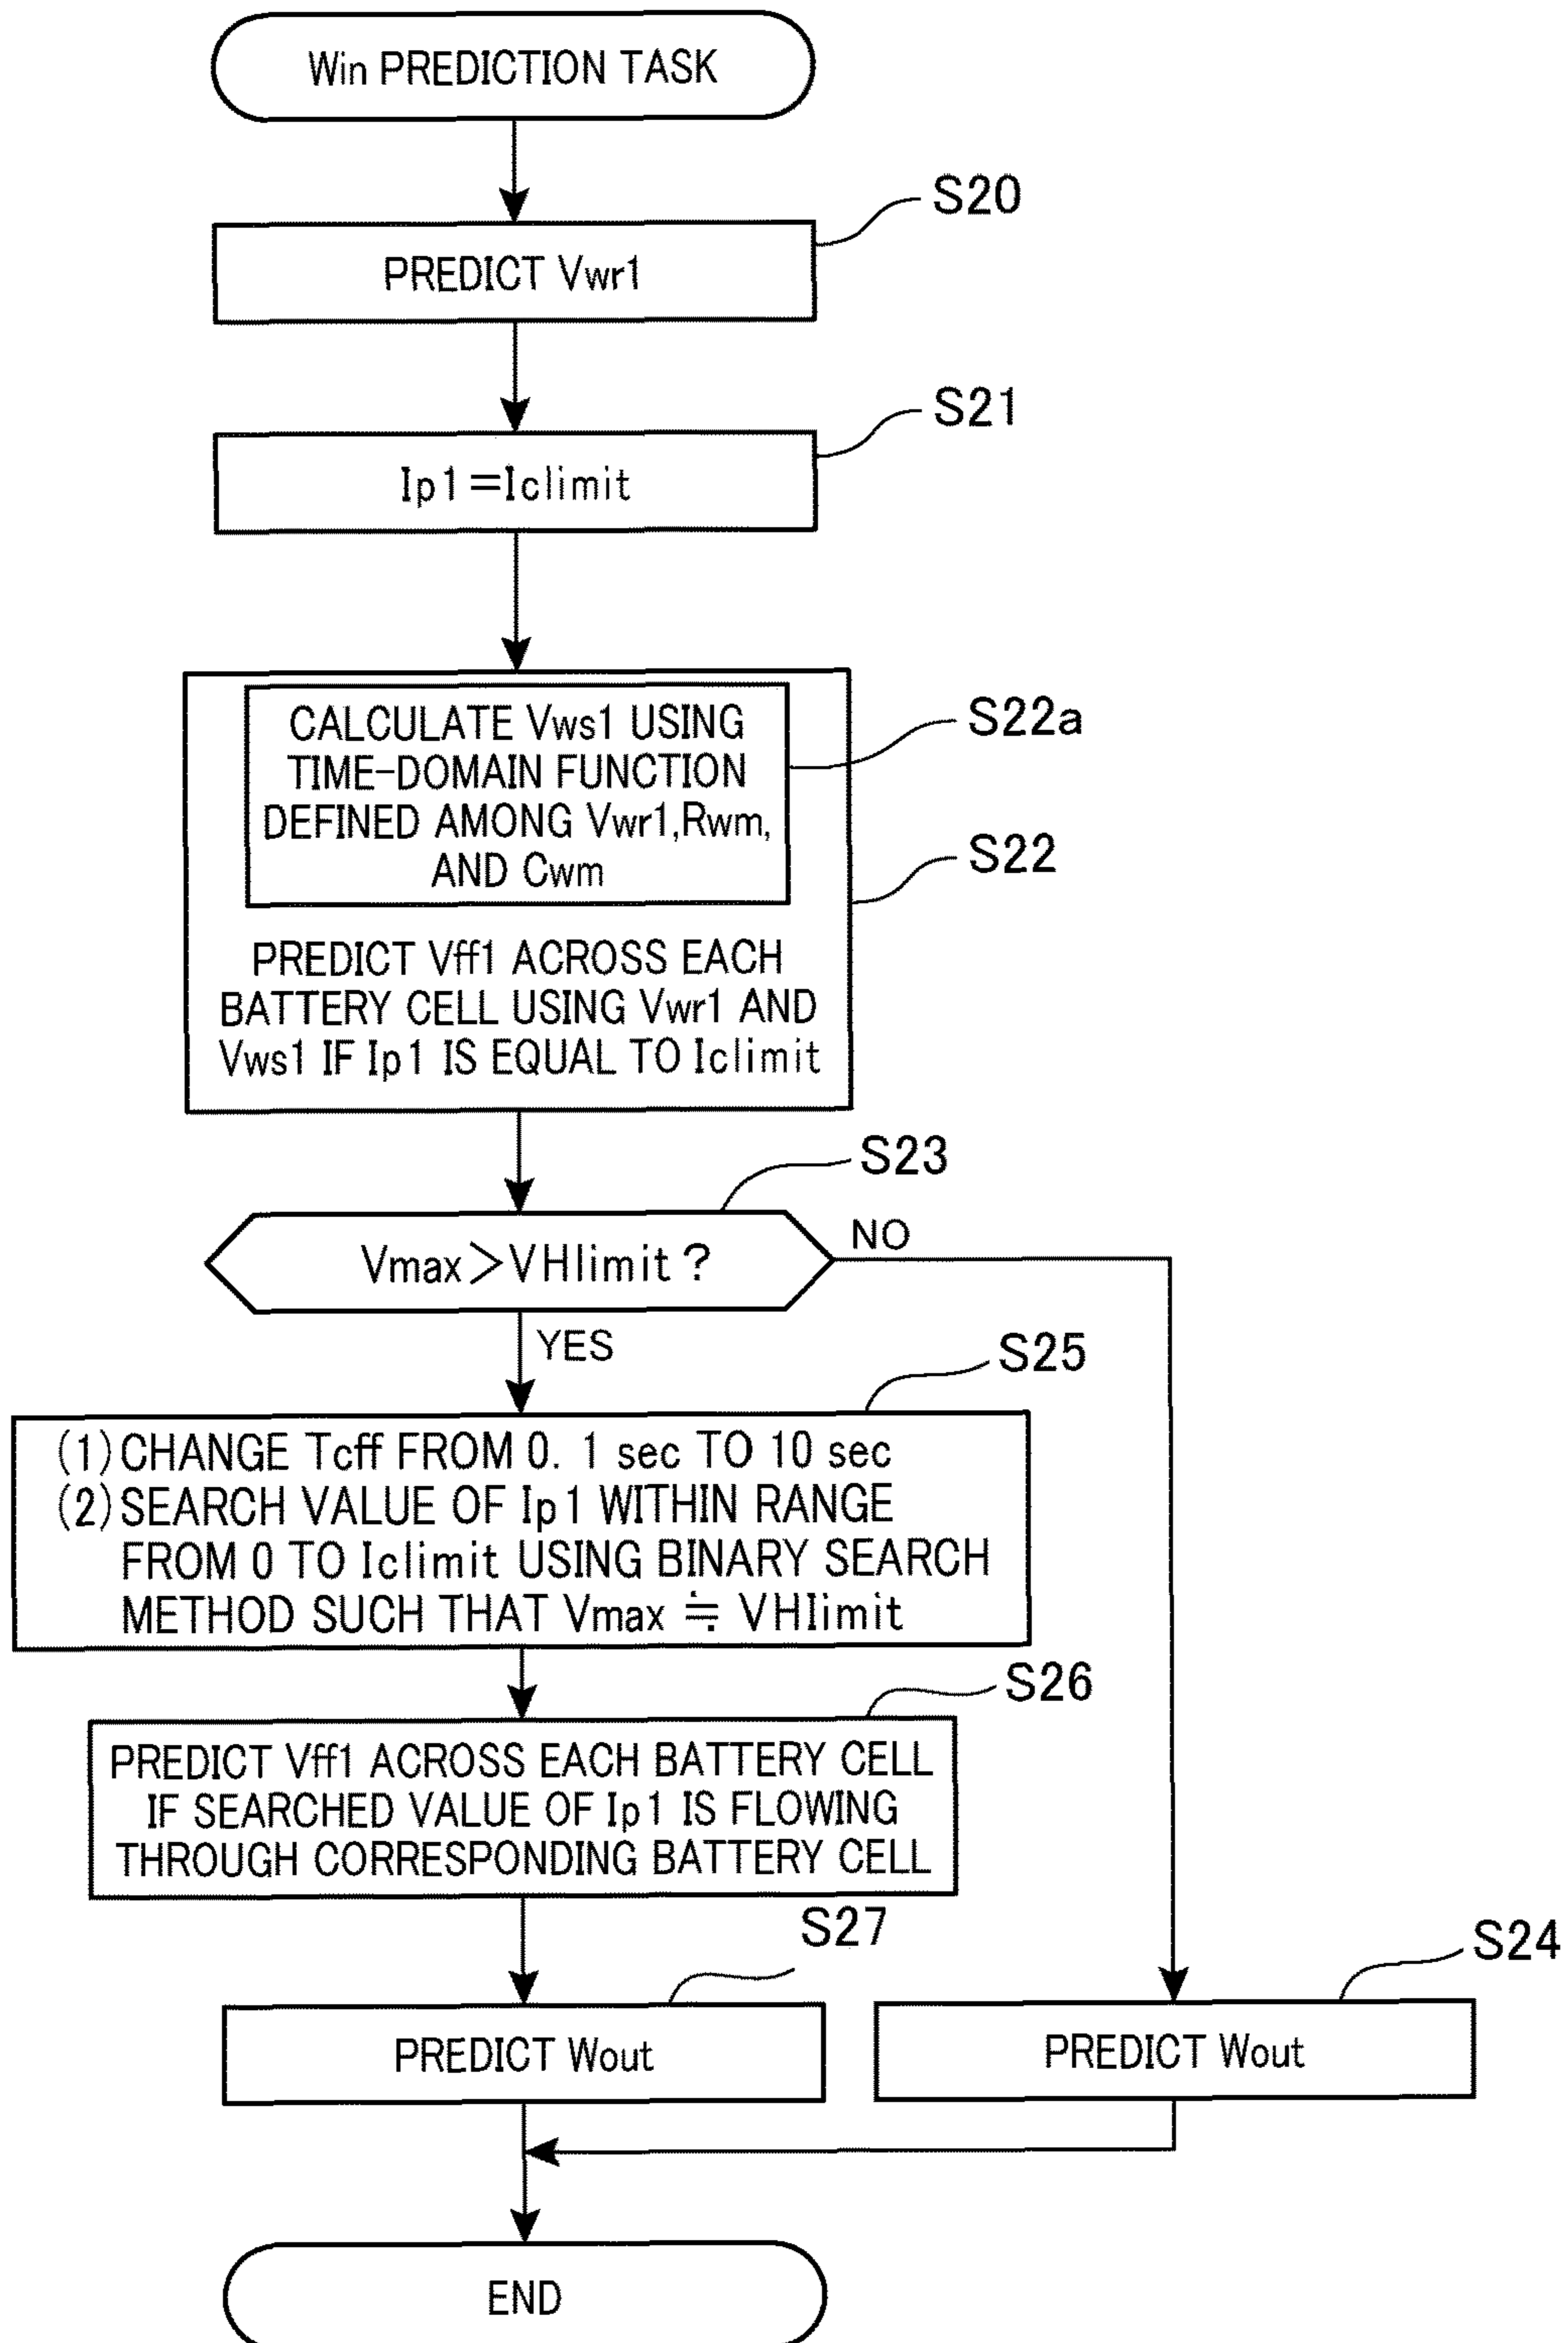 Win PREDICTION TASK
S20
PREDICT Vwr1
S21
Ip1=Iclimit
CALCULATE Vws1 USING
TIME-DOMAIN FUNCTION
DEFINED AMONG Vwr1,Rwm,
AND Cwm
S22a
S22
PREDICT Vff1 ACROSS EACH
BATTERY CELL USING Vwr1 AND
Vws1 IF Ip1 IS EQUAL TO Iclimit
S23
Vmax>VHlimit?
NO
YES
S25
(1)CHANGE Tcff FROM 0. 1 sec TO 10 sec
(2)SEARCH VALUE OF Ip1 WITHIN RANGE
FROM 0 TO Iclimit USING BINARY SEARCH
METHOD SUCH THAT Vmax ≒ VHlimit
S26
PREDICT Vff1 ACROSS EACH BATTERY CELL
IF SEARCHED VALUE OF Ip1 IS FLOWING
THROUGH CORRESPONDING BATTERY CELL
S27
PREDICT Wout
S24
PREDICT Wout
END